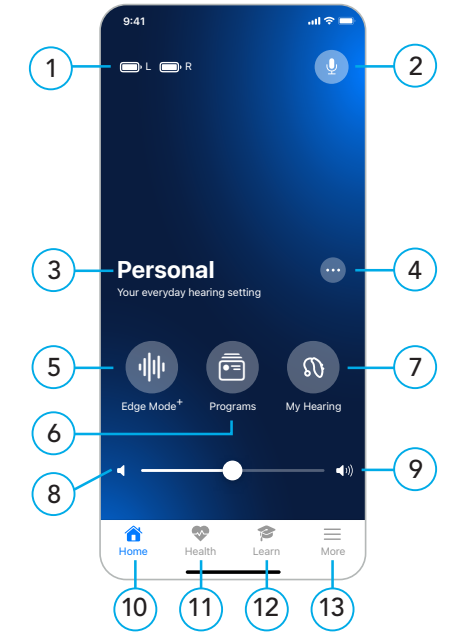 9:41
1
L R
2
3
Personal
4
Your everyday hearing setting
5
7
Edge Mode+ Programs My Hearing
6
8
9
Home Health Learn More
10 11 12 13